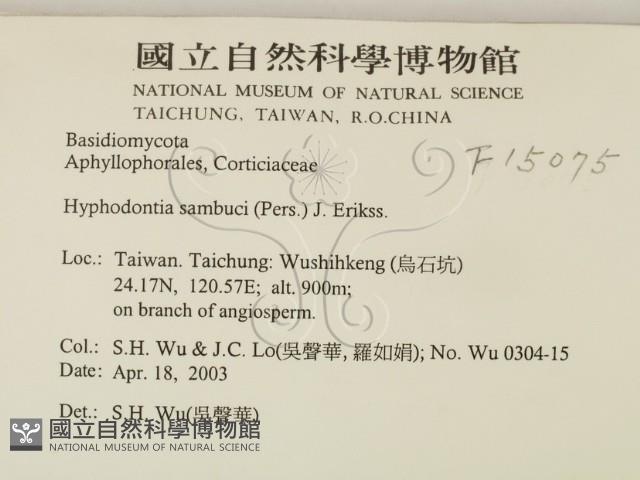 國立自然科學博物館
NATIONAL MUSEUM OF NATURAL SCIENCE
TAICHUNG, TAIWAN, R.O.CHINA
Basidiomycota
Aphyllophorales, Corticiaceae
F15075
Hyphodontia sambuci (Pers.) J. Erikss.
Loc.: Taiwan. Taichung: Wushihkeng (烏石坑)
24.17N, 120.57E; alt. 900m;
on branch of angiosperm.
Col.: S.H. Wu & J.C. Lo(吳聲華, 羅如娟); No. Wu 0304-15
Date: Apr. 18, 2003
Det.: S.H. Wu(吳聲華)
國立自然科學博物館
NATIONAL MUSEUM OF NATURAL SCIENCE